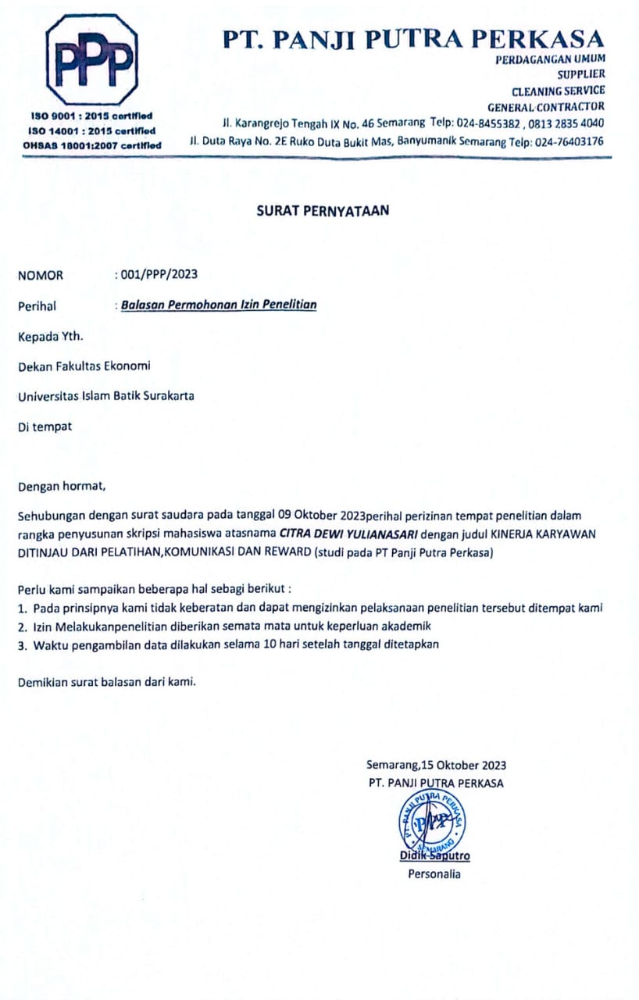 PPP
ISO 9001 : 2015 certified
ISO 14001 : 2015 certified
OHSAS 18001:2007 certified
PT. PANJI PUTRA PERKASA
PERDAGANGAN UMUM
SUPPLIER
CLEANING SERVICE
GENERAL CONTRACTOR
Jl. Karangrejo Tengah IX No. 46 Semarang Telp: 024-8455382 , 0813 2835 4040
Jl. Duta Raya No. 2E Ruko Duta Bukit Mas, Banyumanik Semarang Telp: 024-76403176
SURAT PERNYATAAN
NOMOR : 001/PPP/2023
Perihal : Balasan Permohonan Izin Penelitian
Kepada Yth.
Dekan Fakultas Ekonomi
Universitas Islam Batik Surakarta
Di tempat
Dengan hormat,
Sehubungan dengan surat saudara pada tanggal 09 Oktober 2023perihal perizinan tempat penelitian dalam
rangka penyusunan skripsi mahasiswa atasnama CITRA DEWI YULIANASARI dengan judul KINERJA KARYAWAN
DITINJAU DARI PELATIHAN,KOMUNIKASI DAN REWARD (studi pada PT Panji Putra Perkasa)
Perlu kami sampaikan beberapa hal sebagi berikut :
1. Pada prinsipnya kami tidak keberatan dan dapat mengizinkan pelaksanaan penelitian tersebut ditempat kami
2. Izin Melakukanpenelitian diberikan semata mata untuk keperluan akademik
3. Waktu pengambilan data dilakukan selama 10 hari setelah tanggal ditetapkan
Demikian surat balasan dari kami.
Semarang,15 Oktober 2023
PT. PANJI PUTRA PERKASA
PT. PANJI PUTRA PERKASA
PPP
SEMARANG
Didik Saputro
Personalia